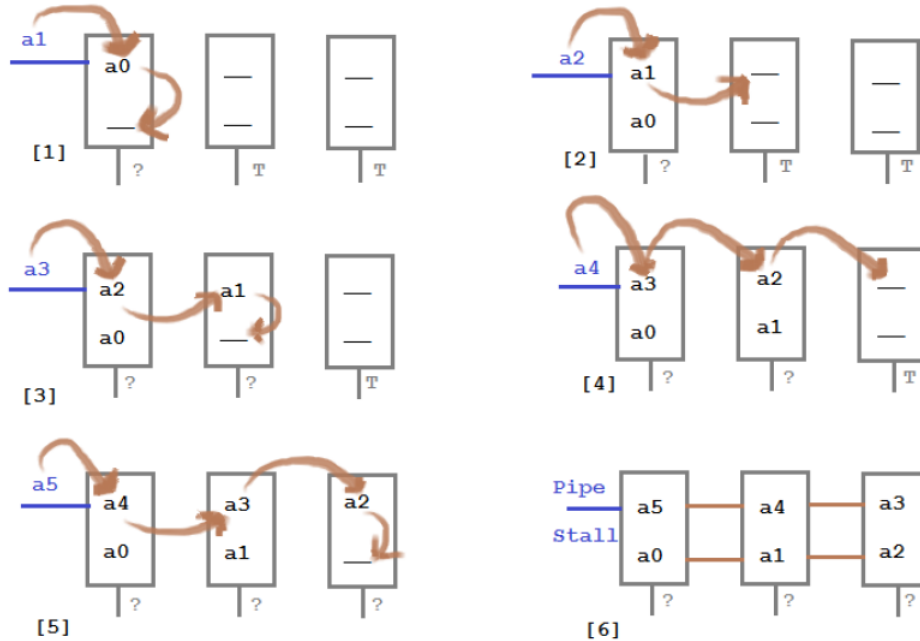 a1
a0
[1]
? T T
a2
a1
a0
[2]
? T T
a3
a2 a1
a0
[3]
? ? T
a4
a3 a2
a0 a1
[4]
? ? T
a5
a4 a3 a2
a0 a1
[5]
? ? ?
Pipe
Stall
a5 a4 a3
a0 a1 a2
[6]
? ? ?